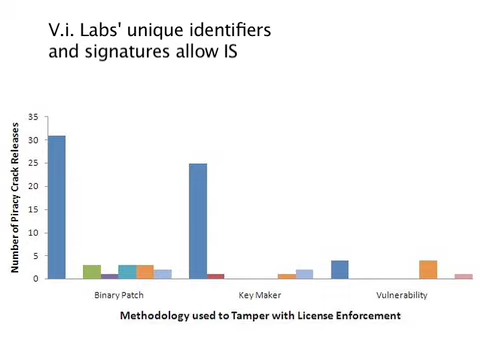 V.i. Labs' unique identifiers
and signatures allow IS
35
30
25
20
15
10
5
0
Number of Piracy Crack Releases
Binary Patch
Key Maker
Vulnerability
Methodology used to Tamper with License Enforcement